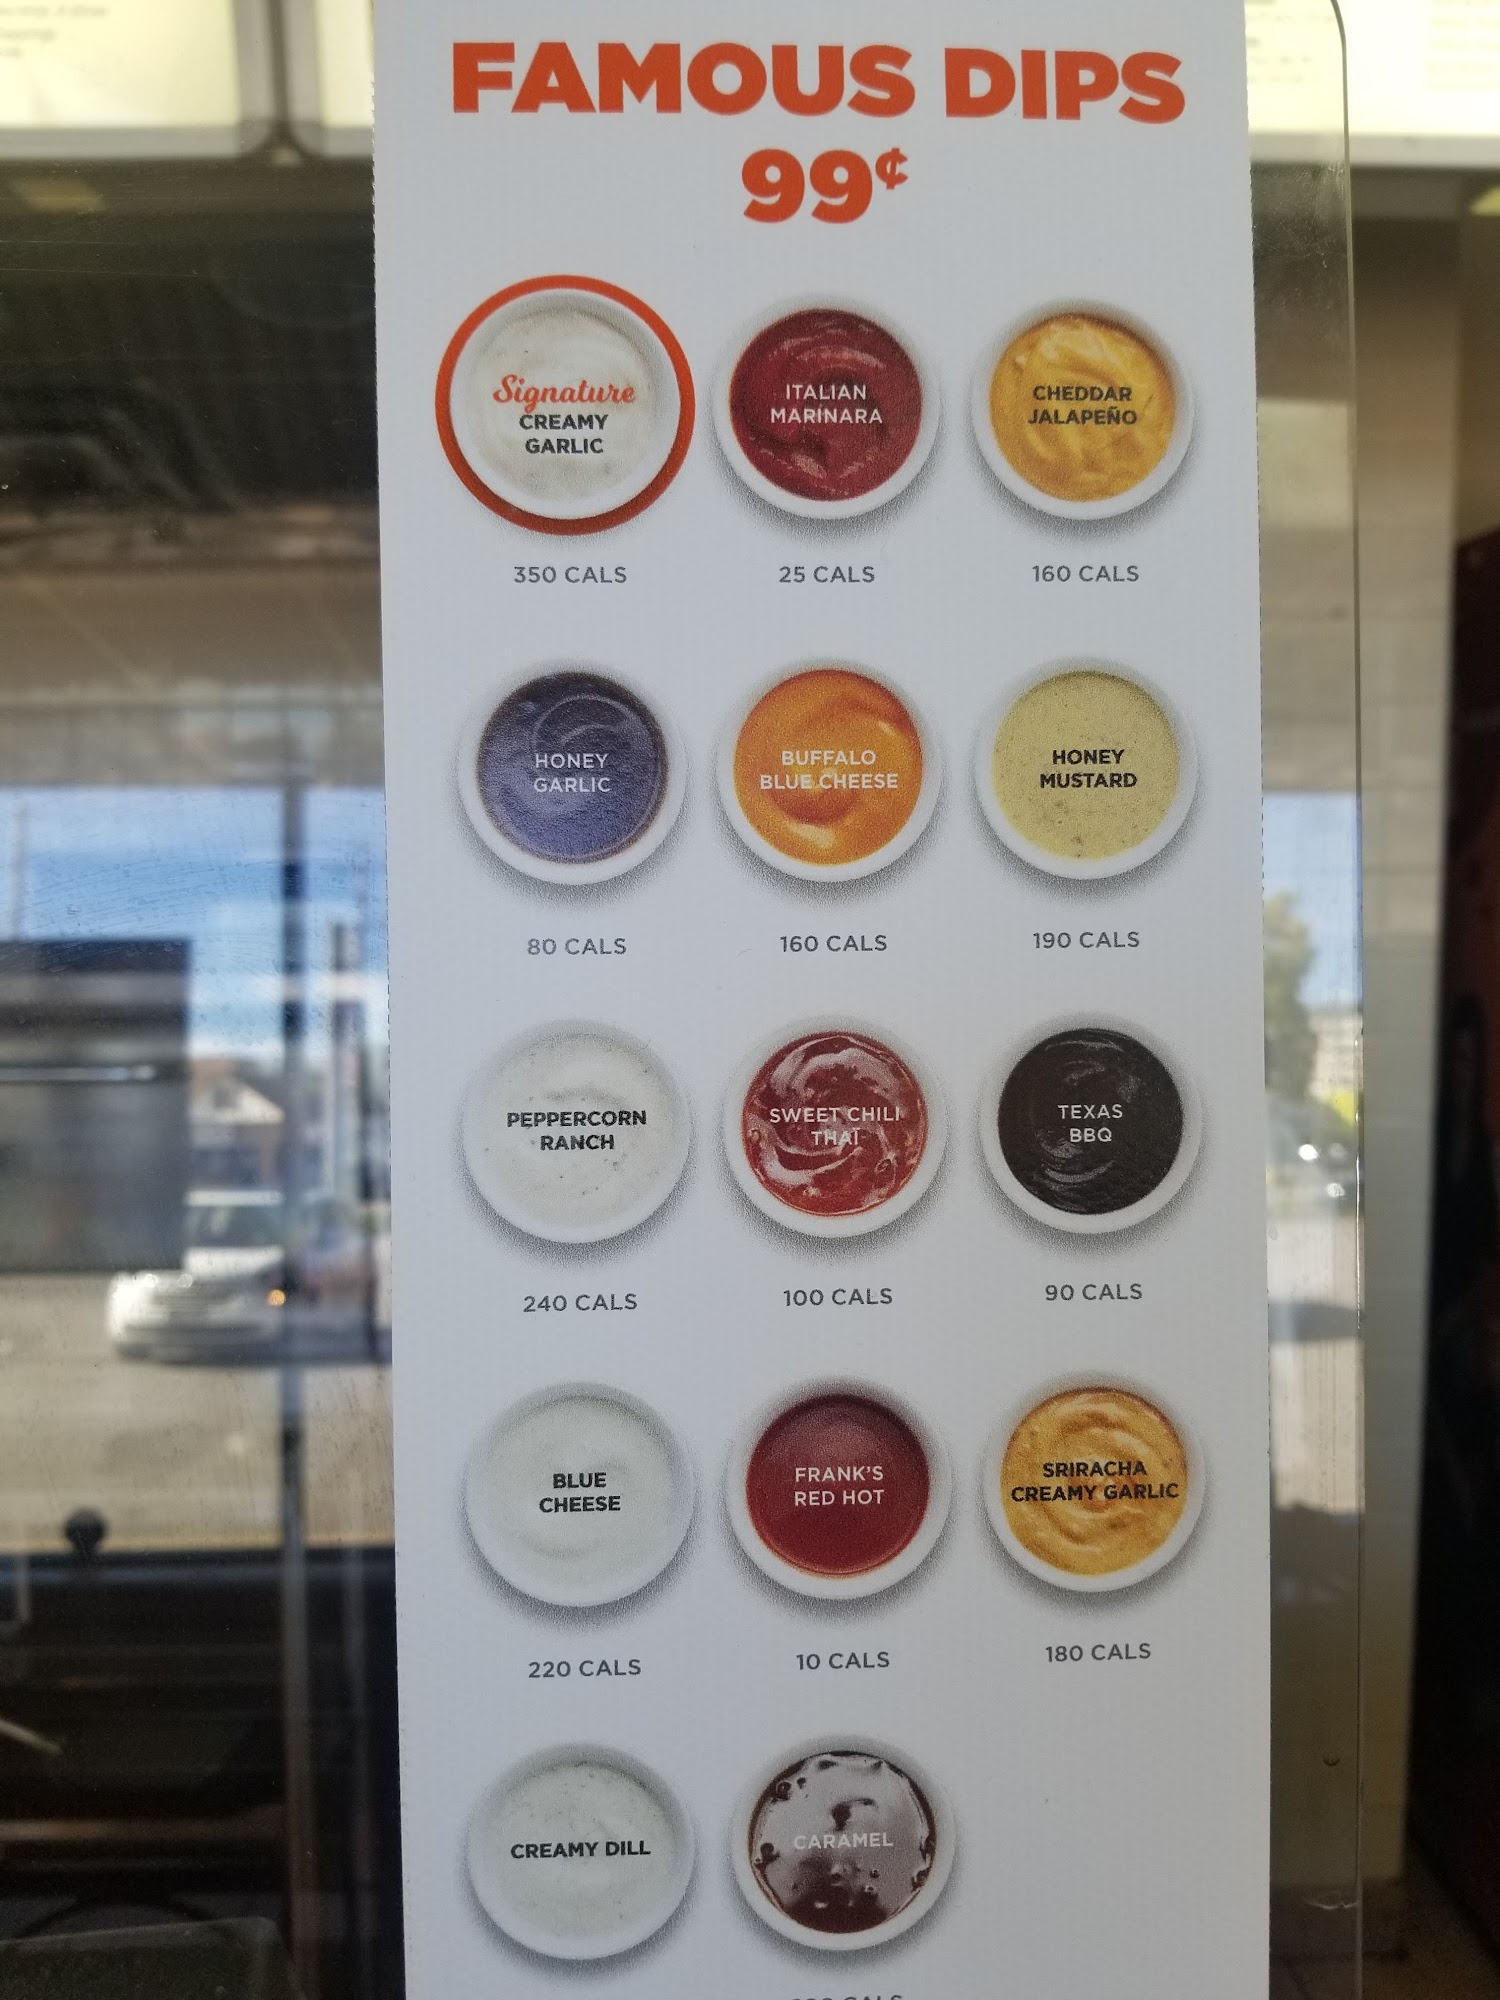 FAMOUS DIPS
99¢
Signature
CREAMY
GARLIC
350 CALS
ITALIAN
MARINARA
25 CALS
CHEDDAR
JALAPEÑO
160 CALS
HONEY
GARLIC
80 CALS
BUFFALO
BLUE CHEESE
160 CALS
HONEY
MUSTARD
190 CALS
PEPPERCORN
RANCH
240 CALS
SWEET CHILI
THAÏ
100 CALS
TEXAS
BBQ
90 CALS
BLUE
CHEESE
220 CALS
FRANK'S
RED HOT
10 CALS
SRIRACHA
CREAMY GARLIC
180 CALS
CREAMY DILL
CARAMEL
CALS